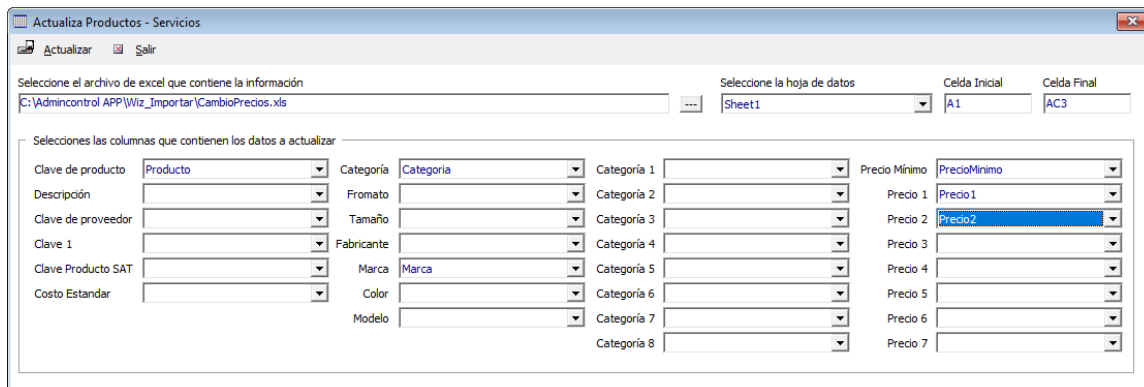 Actualiza Productos - Servicios
Actualizar Salir
Seleccione el archivo de excel que contiene la información Seleccione la hoja de datos Celda Inicial Celda Final
C:\Admincontrol APP\Wiz_Importar\CambioPrecios.xls --- Sheet1 A1 AC3
Selecciones las columnas que contienen los datos a actualizar
Clave de producto Producto Categoría Categoria Categoría 1 Precio Mínimo PrecioMinimo
Descripción Fromato Categoría 2 Precio 1 Precio1
Clave de proveedor Tamaño Categoría 3 Precio 2 Precio2
Clave 1 Fabricante Categoría 4 Precio 3
Clave Producto SAT Marca Marca Categoría 5 Precio 4
Costo Estandar Color Categoría 6 Precio 5
Modelo Categoría 7 Precio 6
Categoría 8 Precio 7